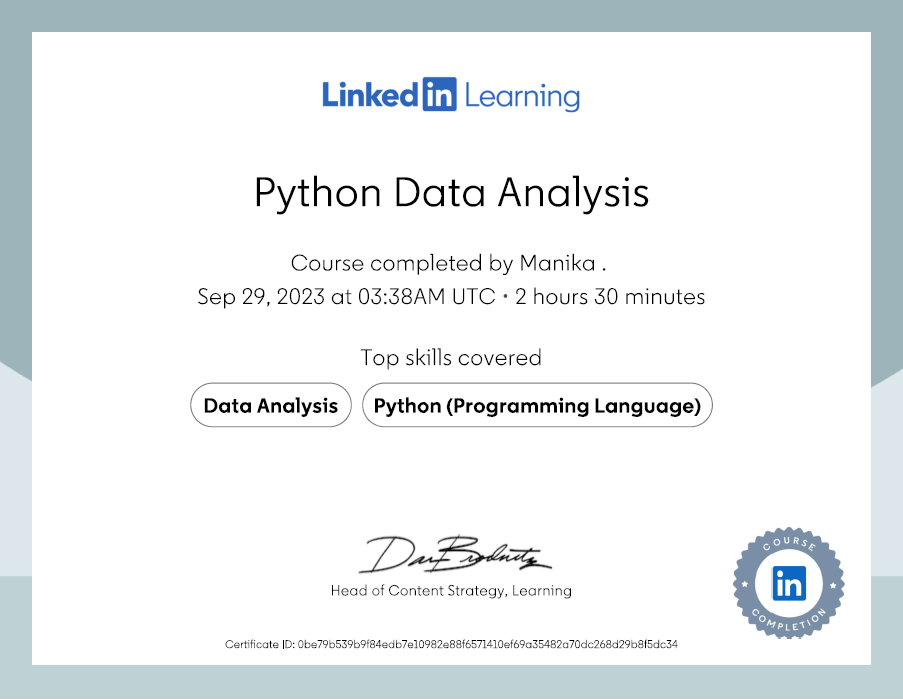 Linked in Learning
Python Data Analysis
Course completed by Manika .
Sep 29, 2023 at 03:38AM UTC • 2 hours 30 minutes
Top skills covered
Data Analysis
Python (Programming Language)
Dan Brodnitz
Head of Content Strategy, Learning
COURSE
in
COMPLETION
Certificate ID: 0be79b539b9f84edb7e10982e88f6571410ef69a35482a70dc268d29b8f5dc34